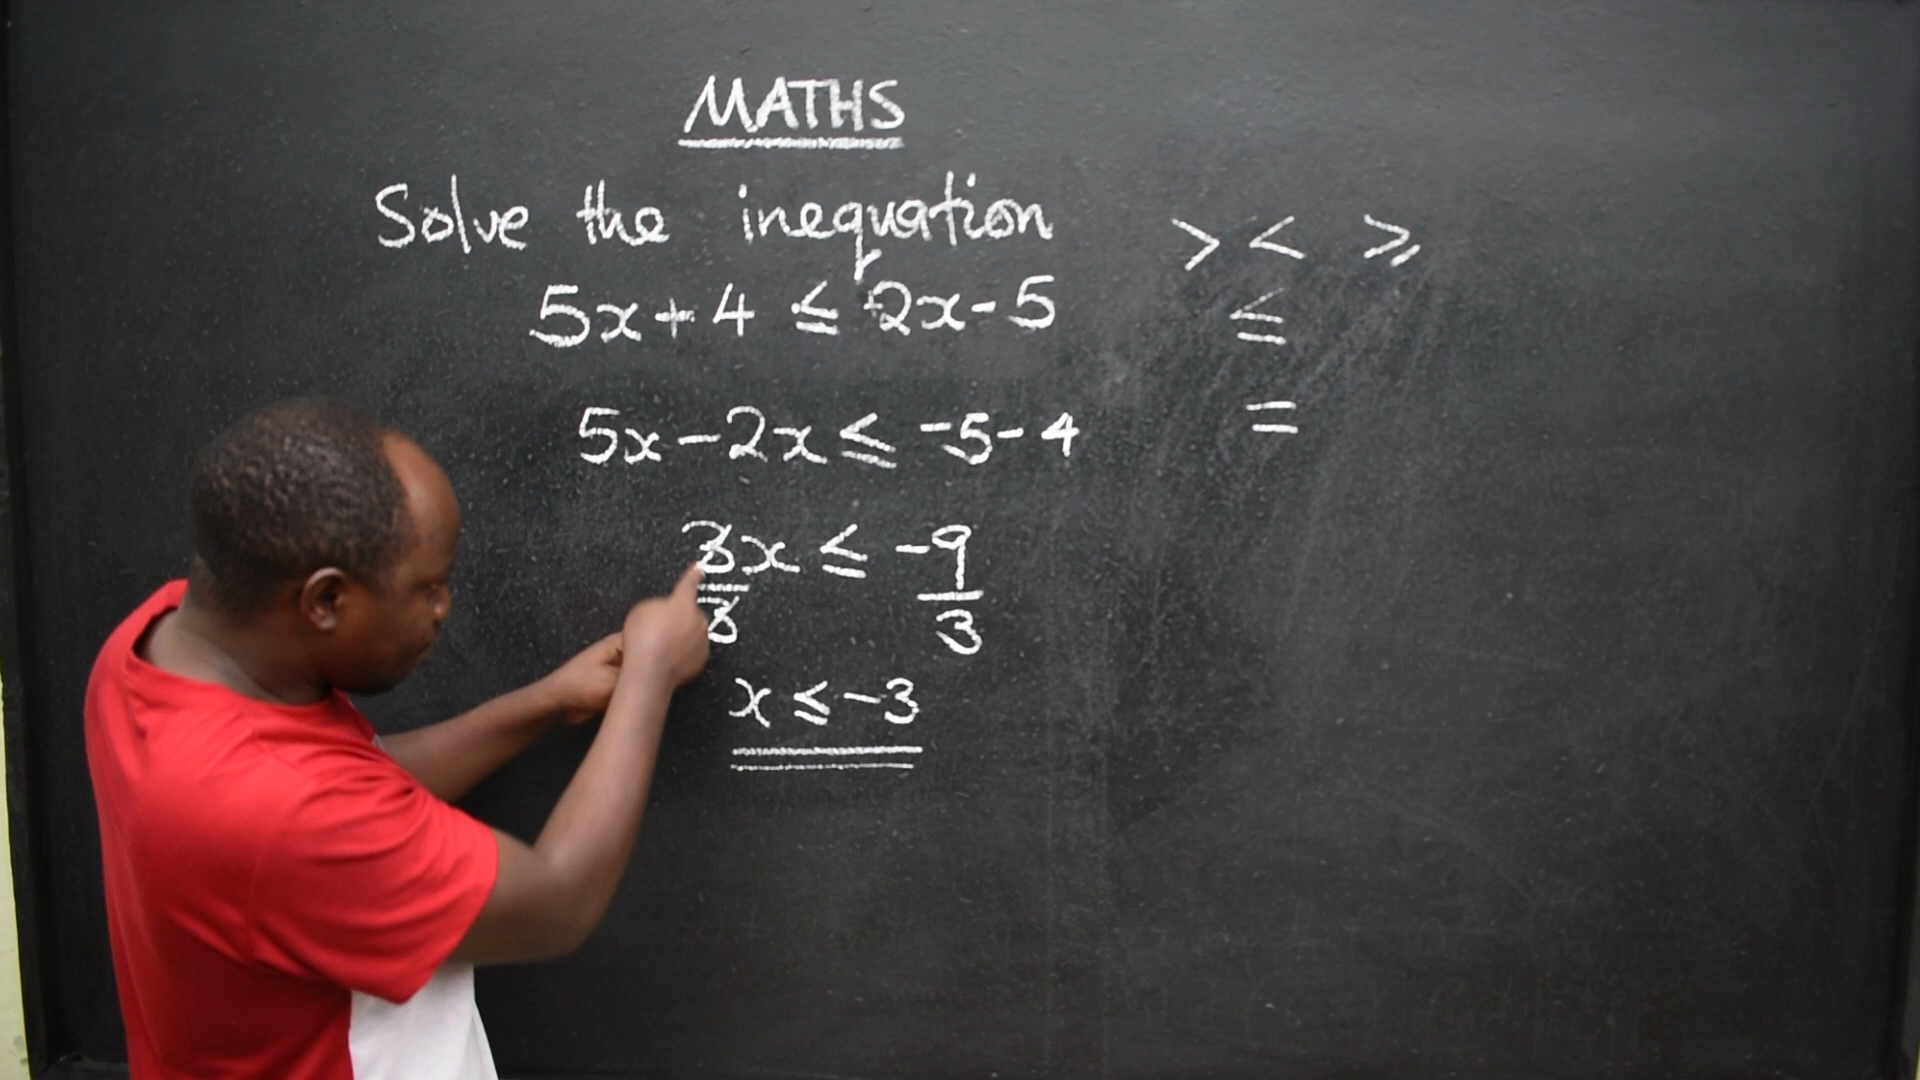 MATHS
Solve the inequation
5x + 4 ≤ 2x - 5
5x - 2x ≤ -5 - 4
3x ≤ -9
3 3
x ≤ -3
> < ≥
≤
=